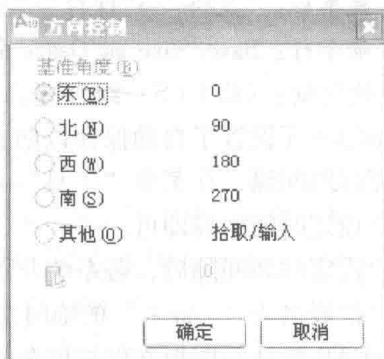 方向控制
基准角度(B)
东(E) 0
北(N) 90
西(W) 180
南(S) 270
其他(O) 拾取/输入
确定 取消